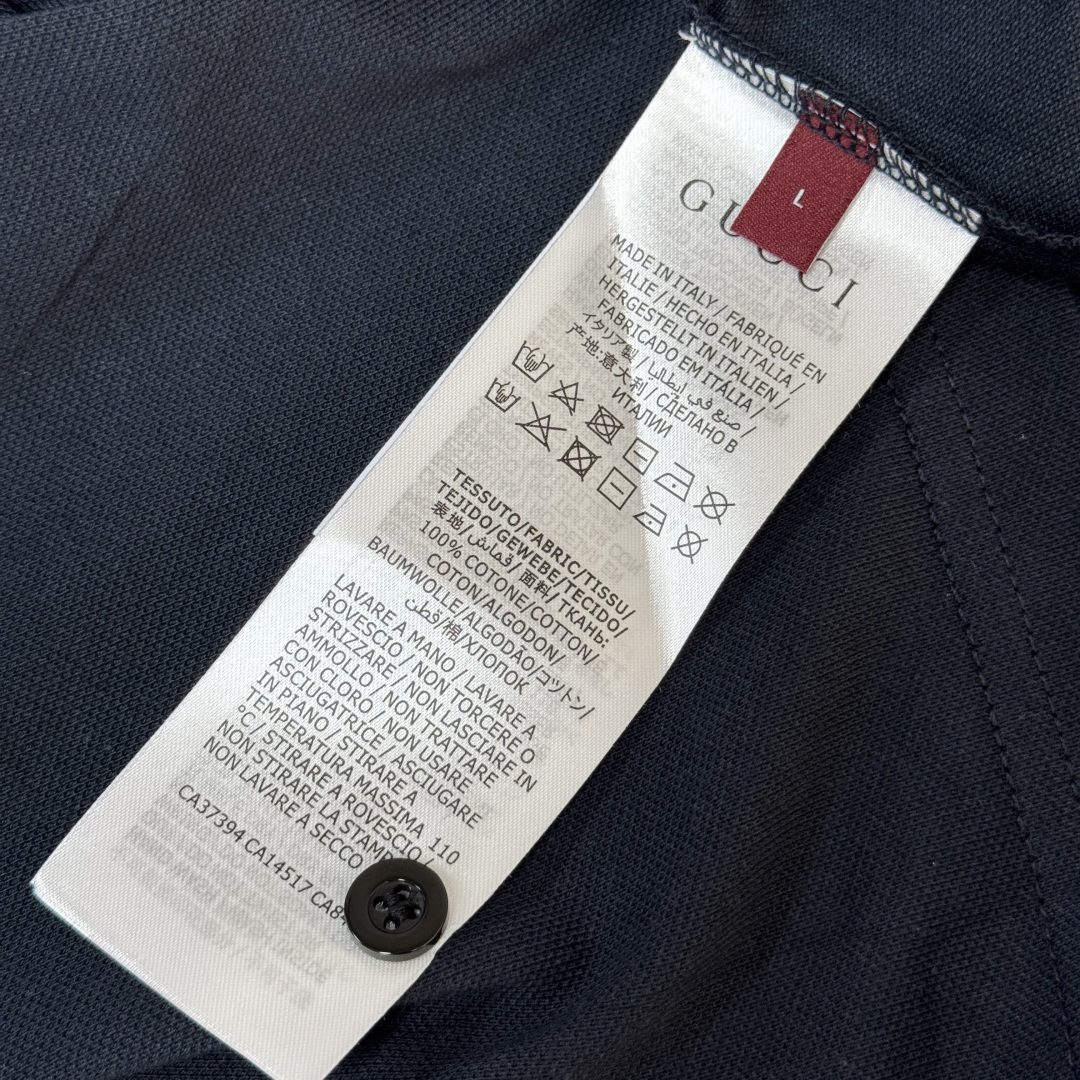 L
GUCCI
MADE IN ITALY / FABRIQUÉ EN
ITALIE / HECHO EN ITALIA /
HERGESTELLT IN ITALIEN /
FABRICADO EM ITÁLIA /
イタリア製 / صنع في إيطاليا /
产地:意大利 / СДЕЛАНО В
ИТАЛИИ
TESSUTO/FABRIC/TISSU/
TEJIDO/GEWEBE/TECIDO/
表地/قماش/面料/ТКАНЬ:
100% COTONE/COTTON/
COTON/ALGODON/
BAUMWOLLE/ALGODÃO/コットン/
قطن/棉/ХЛОПОК
LAVARE A MANO / LAVARE A
ROVESCIO / NON TORCERE O
STRIZZARE / NON LASCIARE IN
AMMOLLO / NON TRATTARE
CON CLORO / NON USARE
ASCIUGATRICE / ASCIUGARE
IN PIANO / STIRARE A
TEMPERATURA MASSIMA 110
°C / STIRARE A ROVESCIO /
NON STIRARE LA
NON LAVARE A SECCO
CA37394 CA14517